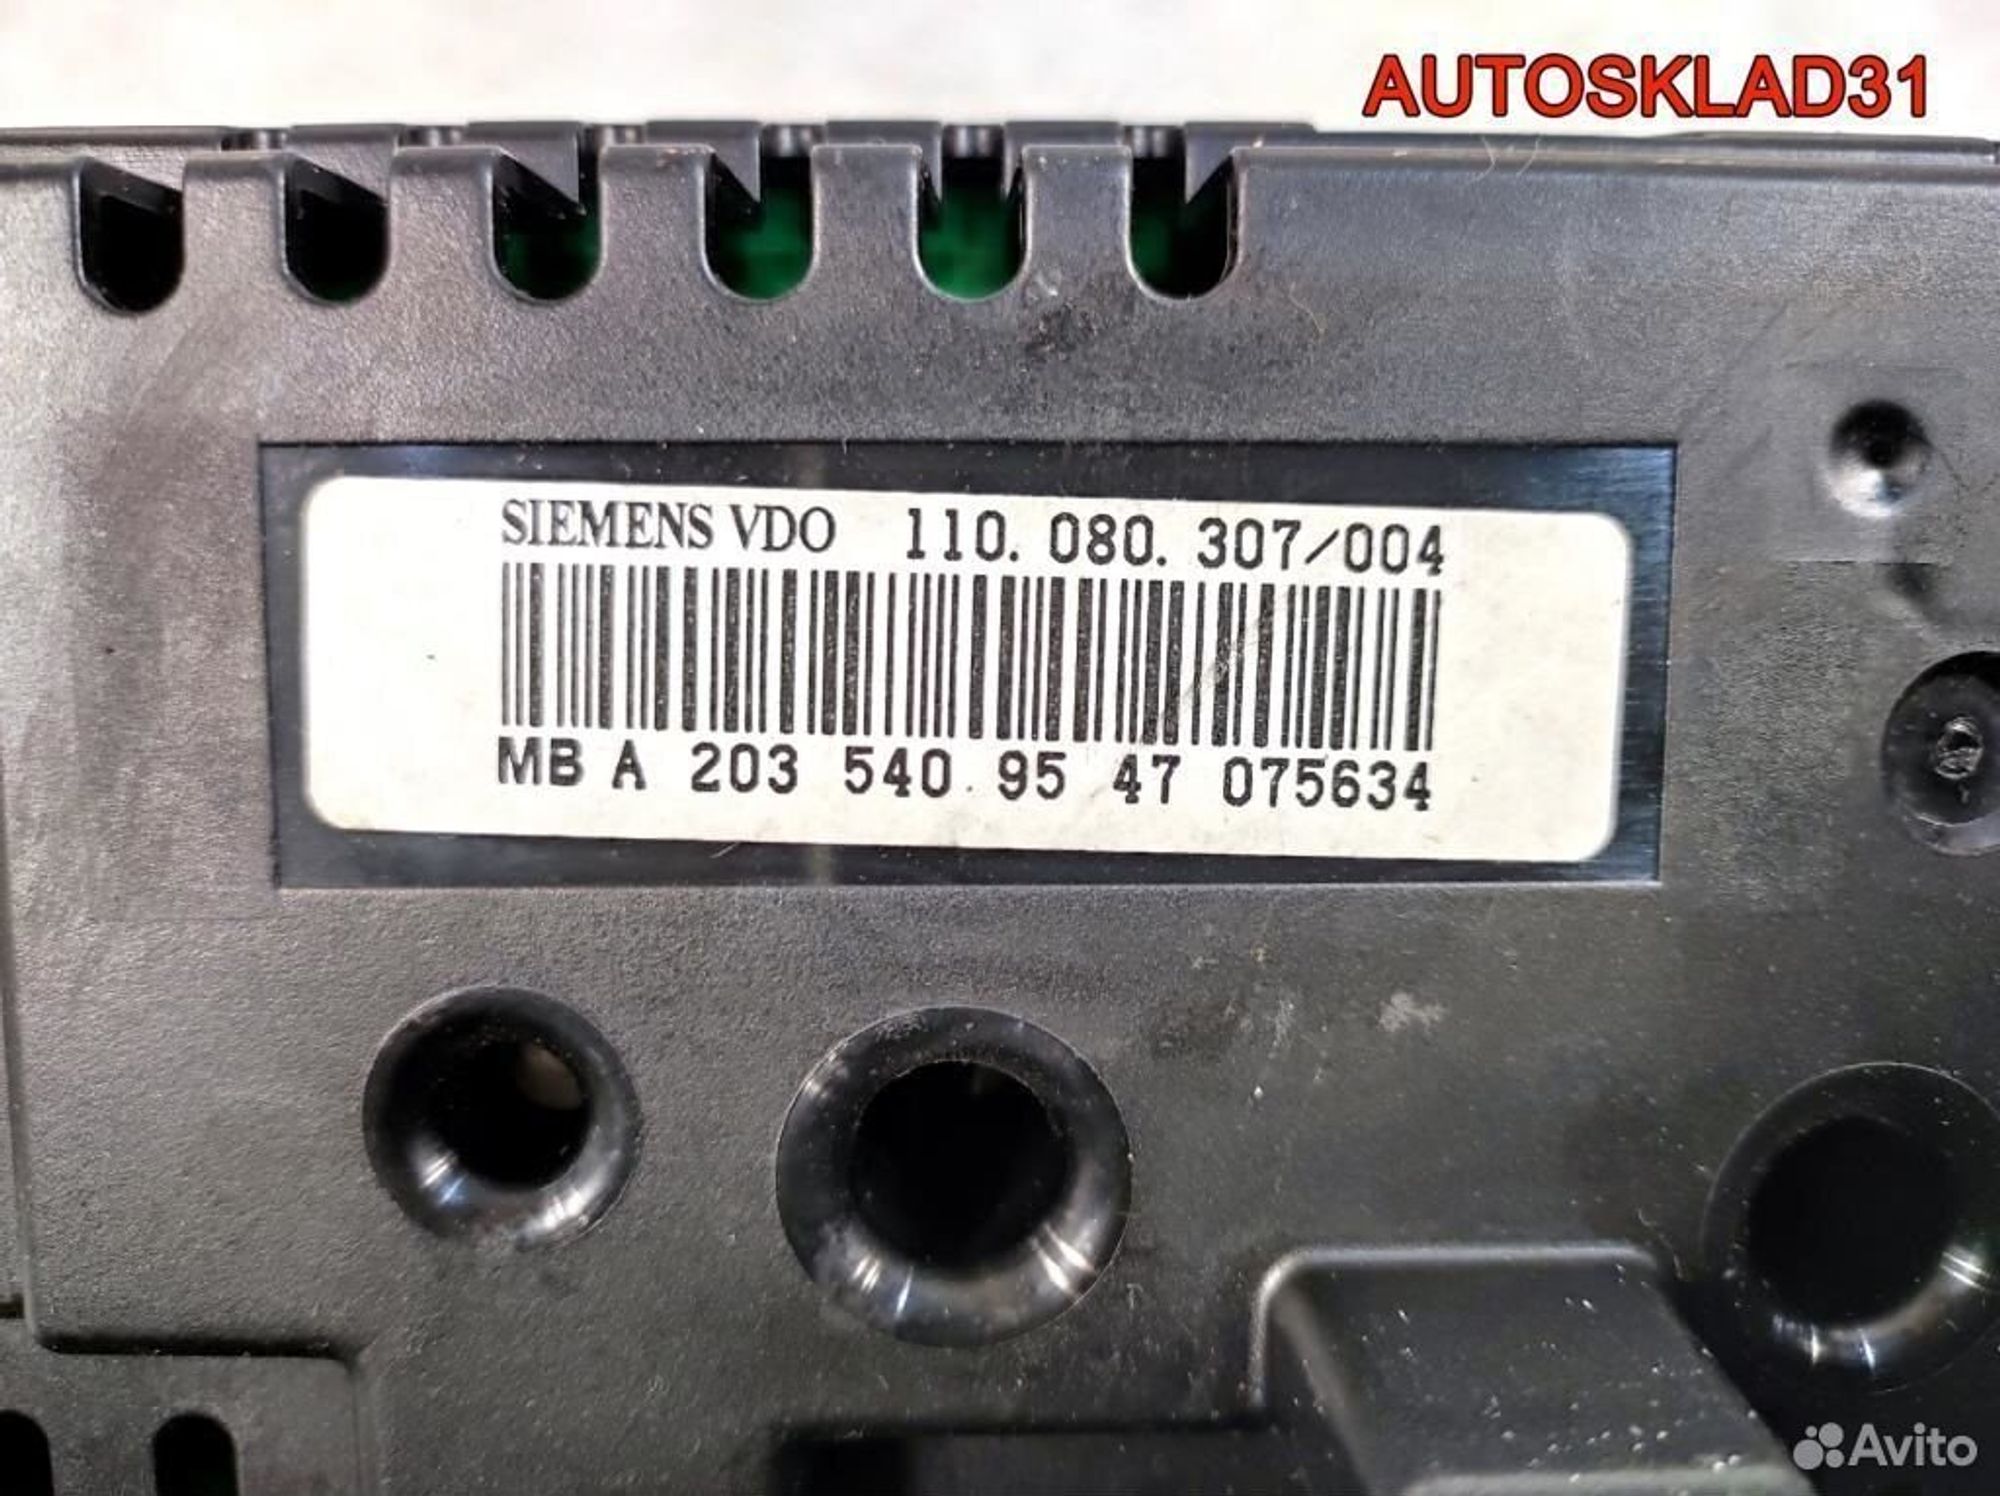 AUTOSKLAD31
SIEMENS VDO 110.080.307/004
MB A 203 540 95 47 075634
Avito